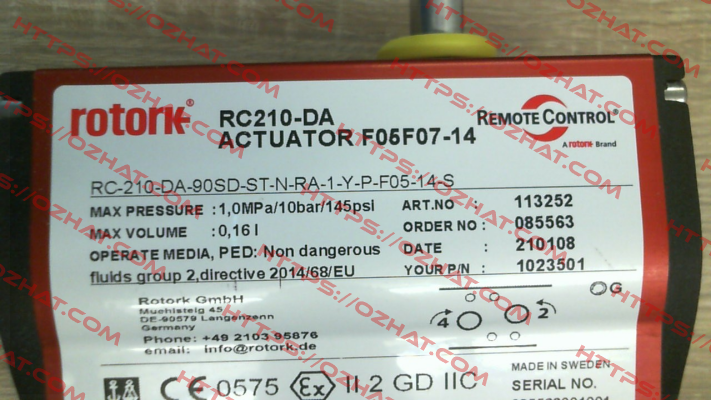 rotork®
RC210-DA
ACTUATOR F05F07-14
REMOTE CONTROL®
A rotork Brand
RC-210-DA-90SD-ST-N-RA-1-Y-P-F05-14-S
MAX PRESSURE : 1,0MPa/10bar/145psi
MAX VOLUME : 0,16 l
OPERATE MEDIA, PED: Non dangerous
fluids group 2,directive 2014/68/EU
ART.NO : 113252
ORDER NO : 085563
DATE : 210108
YOUR P/N : 1023501
Rotork GmbH
Muehlsteig 45
DE-90579 Langenzenn
Germany
Phone: +49 2103 95876
email: info@rotork.de
G
4 2
CE 0575 Ex II 2 GD IIC
MADE IN SWEDEN
SERIAL NO.
HTTPS://OZHAT.COM